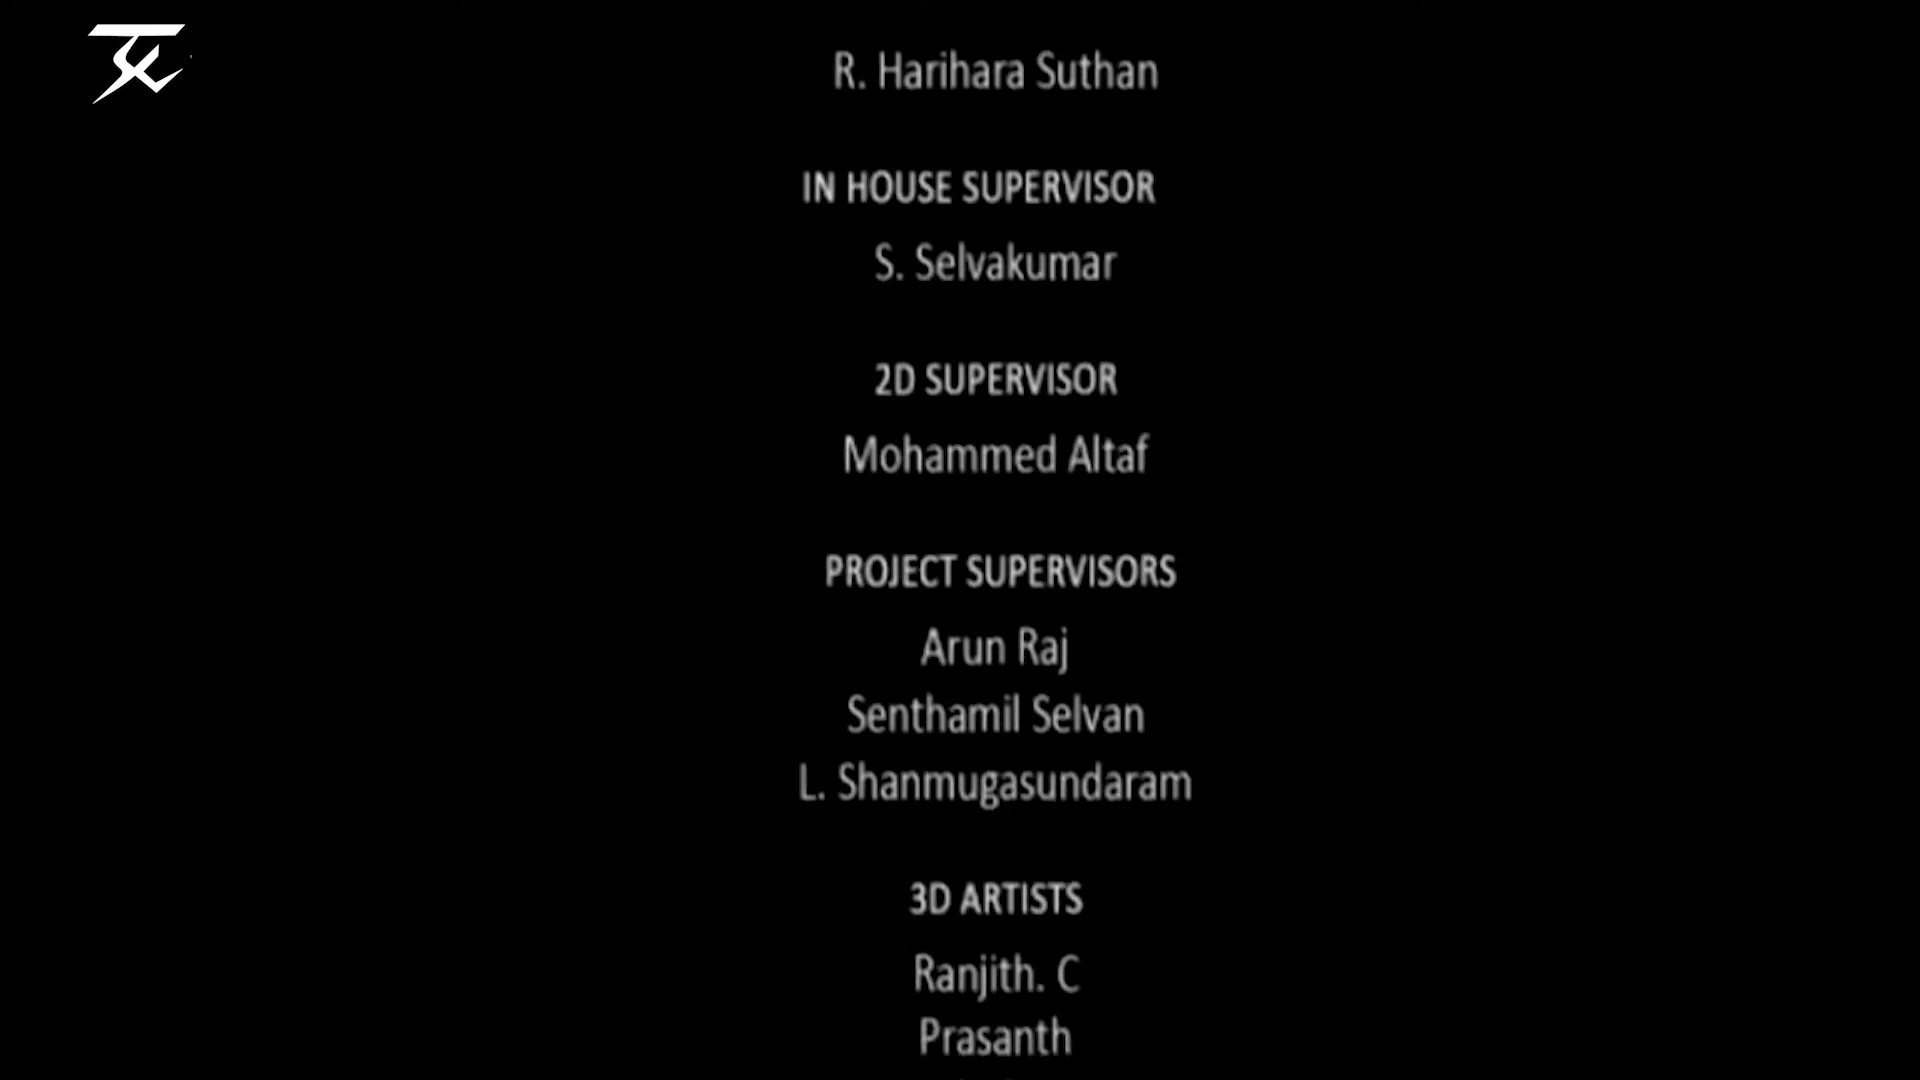 R. Harihara Suthan
IN HOUSE SUPERVISOR
S. Selvakumar
2D SUPERVISOR
Mohammed Altaf
PROJECT SUPERVISORS
Arun Raj
Senthamil Selvan
L. Shanmugasundaram
3D ARTISTS
Ranjith. C
Prasanth